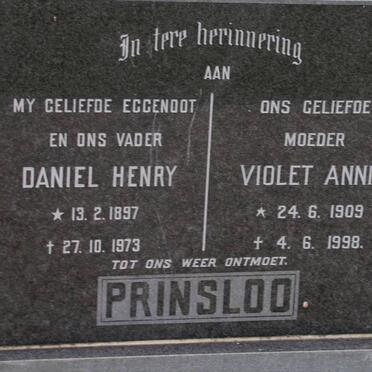 In tere herinnering
AAN
MY GELIEFDE EGGENOOT
EN ONS VADER
DANIEL HENRY
★ 13. 2. 1897
† 27. 10. 1973
ONS GELIEFDE
MOEDER
VIOLET ANN
★ 24. 6. 1909
† 4. 6. 1998.
TOT ONS WEER ONTMOET.
PRINSLOO